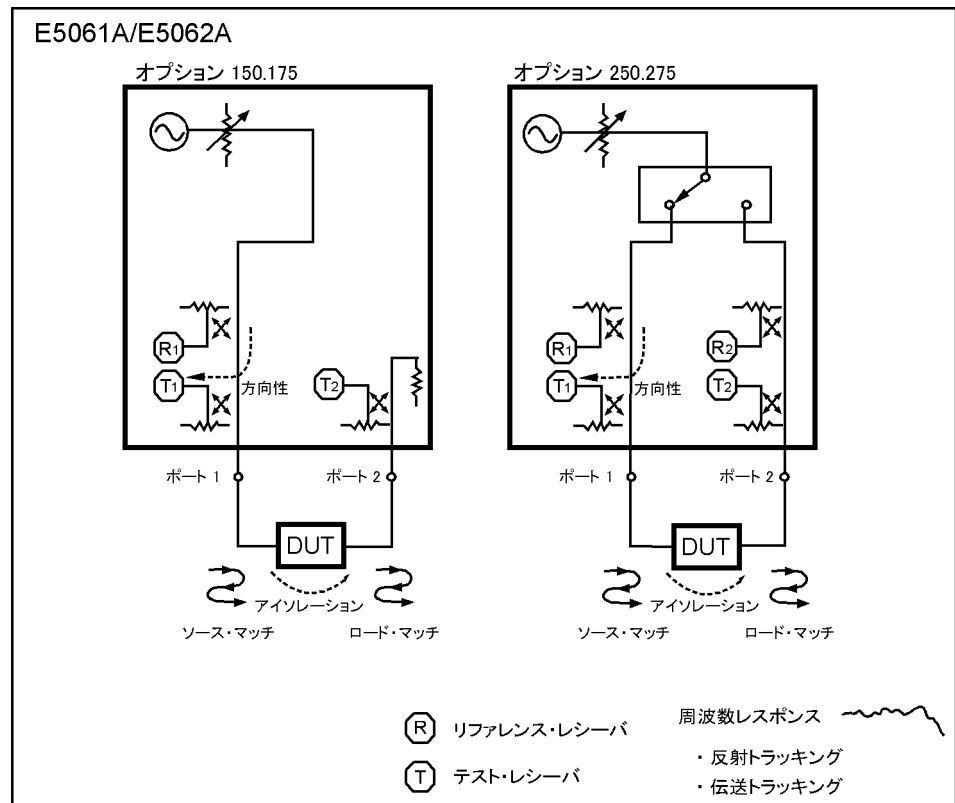 E5061A/E5062A
オプション 150.175
オプション 250.275
R1
T1
方向性
T2
R1
R2
T1
方向性
T2
ポート 1
ポート 2
ポート 1
ポート 2
DUT
DUT
アイソレーション
アイソレーション
ソース・マッチ
ロード・マッチ
ソース・マッチ
ロード・マッチ
R リファレンス・レシーバ
周波数レスポンス
・反射トラッキング
T テスト・レシーバ
・伝送トラッキング